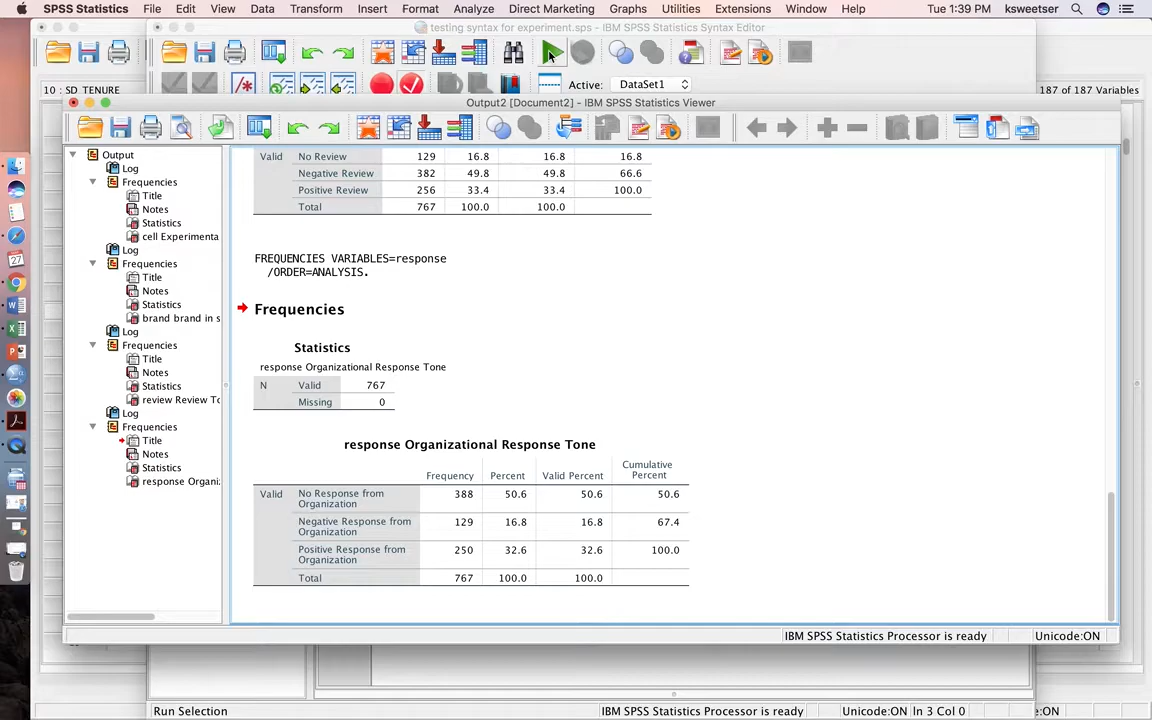 SPSS Statistics File Edit View Data Transform Insert Format Analyze Direct Marketing Graphs Utilities Extensions Window Help Tue 1:39 PM ksweetser
testing syntax for experiment.sps - IBM SPSS Statistics Syntax Editor
Active: DataSet1
10 : SD_TENURE
187 of 187 Variables
Output2 [Document2] - IBM SPSS Statistics Viewer
Output
Log
Frequencies
Title
Notes
Statistics
cell Experimenta
Log
Frequencies
Title
Notes
Statistics
brand brand in s
Log
Frequencies
Title
Notes
Statistics
review Review To
Log
Frequencies
Title
Notes
Statistics
response Organi
Valid No Review 129 16.8 16.8 16.8
Negative Review 382 49.8 49.8 66.6
Positive Review 256 33.4 33.4 100.0
Total 767 100.0 100.0
FREQUENCIES VARIABLES=response
/ORDER=ANALYSIS.
Frequencies
Statistics
response Organizational Response Tone
N Valid 767
Missing 0
response Organizational Response Tone
Frequency Percent Valid Percent Cumulative Percent
Valid No Response from Organization 388 50.6 50.6 50.6
Negative Response from Organization 129 16.8 16.8 67.4
Positive Response from Organization 250 32.6 32.6 100.0
Total 767 100.0 100.0
IBM SPSS Statistics Processor is ready Unicode:ON
Run Selection IBM SPSS Statistics Processor is ready Unicode:ON In 3 Col 0 :ON